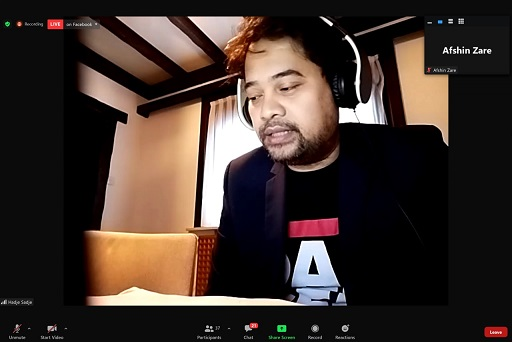 Recording
LIVE
on Facebook
Afshin Zare
Afshin Zare
Hadje Sadje
Unmute
Start Video
Participants
37
Chat
Share Screen
Record
Reactions
Leave